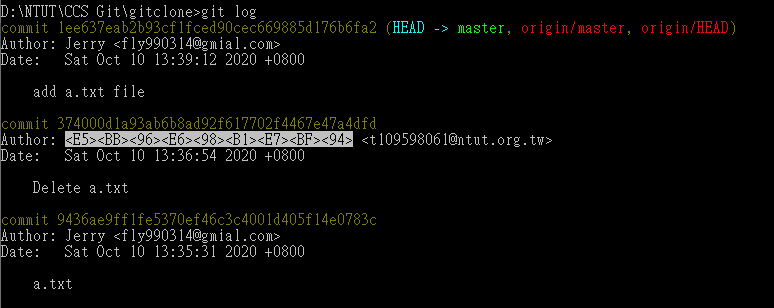 D:\NTUT\CCS Git\gitclone>git log
commit 1ee637eab2b93cf1fced90cec669885d176b6fa2 (HEAD -> master, origin/master, origin/HEAD)
Author: Jerry <fly990314@gmial.com>
Date:   Sat Oct 10 13:39:12 2020 +0800
add a.txt file
commit 374000d1a93ab6b8ad92f617702f4467e47a4dfd
Author: <E5><BB><96><E6><98><B1><E7><BF><94> <t109598061@ntut.org.tw>
Date:   Sat Oct 10 13:36:54 2020 +0800
Delete a.txt
commit 9436ae9ff1fe5370ef46c3c4001d405f14e0783c
Author: Jerry <fly990314@gmial.com>
Date:   Sat Oct 10 13:35:31 2020 +0800
a.txt